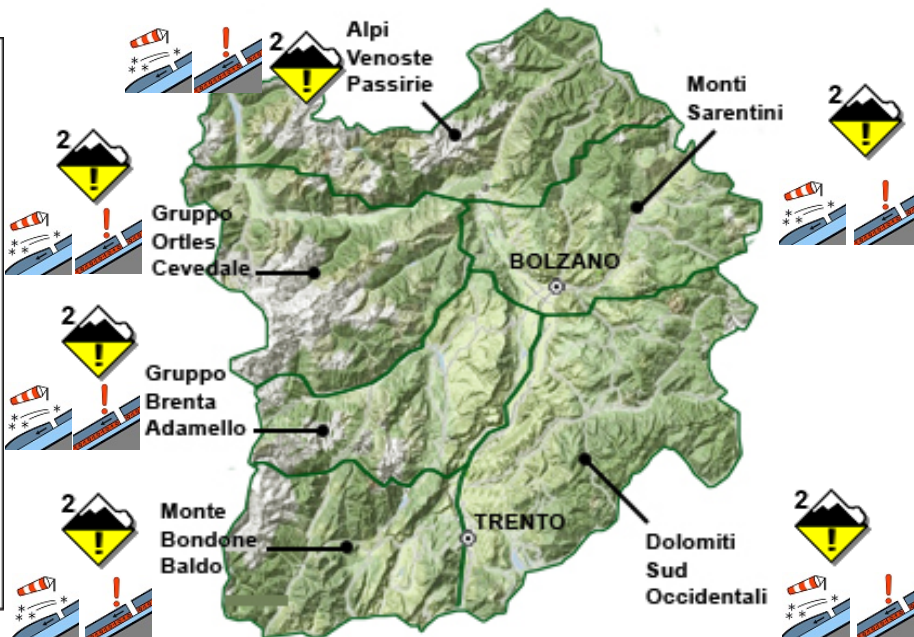 2
Alpi
Venoste
Passirie
Monti
Sarentini
2
2
Gruppo
Ortles
Cevedale
BOLZANO
2
Gruppo
Brenta
Adamello
2
Monte
Bondone
Baldo
TRENTO
Dolomiti
Sud
Occidentali
2